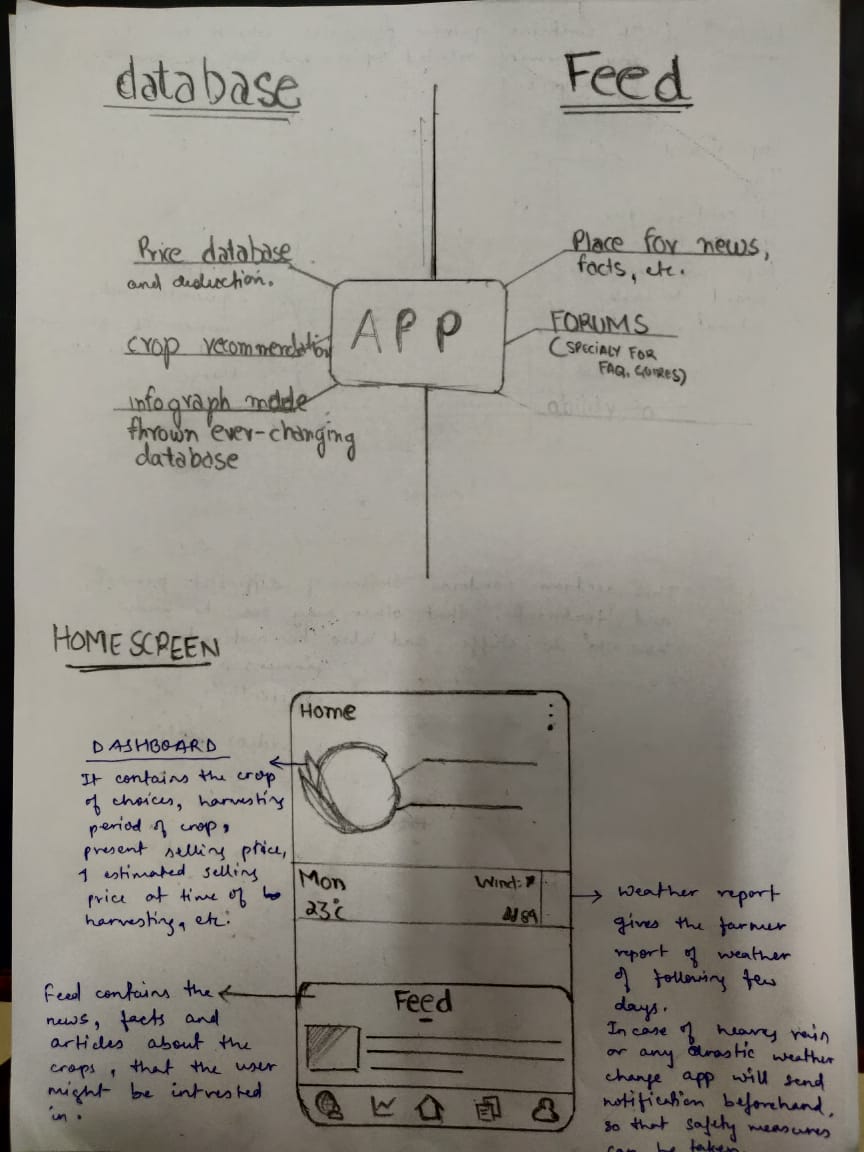 database
Feed
Price database
and deduction.
crop recommendation
infograph made
thrown ever-changing
database
APP
Place for news,
facts, etc.
FORUMS
(SPECIALY FOR
FAQ, GUIRES)
HOME SCREEN
DASHBOARD
It contains the crop
of choices, harvesting
period of crop,
present selling price,
estimated selling
price at time of
harvesting, etc.
Home
Mon
23°c
Wind:
89
Weather report
gives the farmer
report of weather
of following few
days.
In case of heavy rain
or any drastic weather
change app will send
notification beforehand,
so that safety measures
can be taken
Feed contains the
news, facts and
articles about the
crops, that the user
might be intrested
in.
Feed